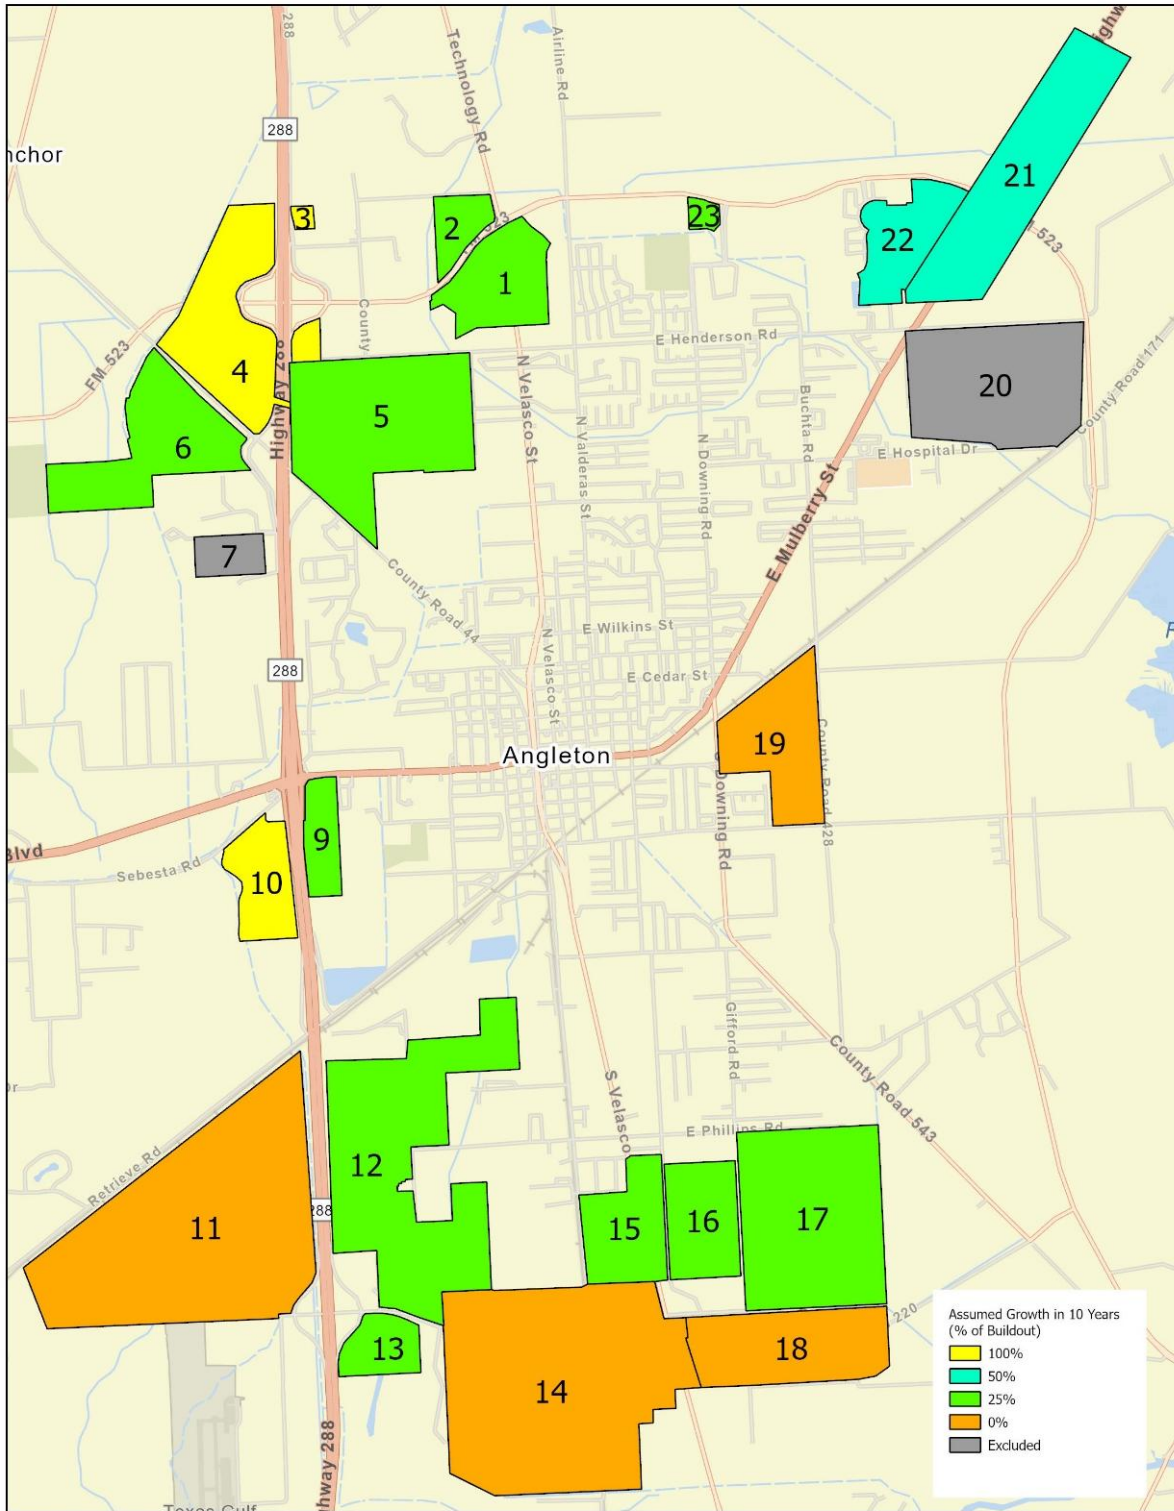 288
Technology Rd
Airline Rd
288
nchor
21
3
2
FM 523
23
22
523
1
County
E Henderson Rd
FM 523
Highway 288
4
5
6
N Velasco St
N Valderas St
N Downing Rd
Buchta Rd
20
County Road 171
E Hospital Dr
7
E Mulberry St
County Road 44
E Wilkins St
N Velasco St
288
E Cedar St
19
Angleton
Downing Rd
County Road 428
9
Blvd
Sebesta Rd
10
Gifford Rd
County Road 543
S Velasco
E Phillips Rd
Retrieve Rd
12
11
288
15
16
17
220
13
18
14
Highway 288
Texas Gulf
Assumed Growth in 10 Years
(% of Buildout)
100%
50%
25%
0%
Excluded